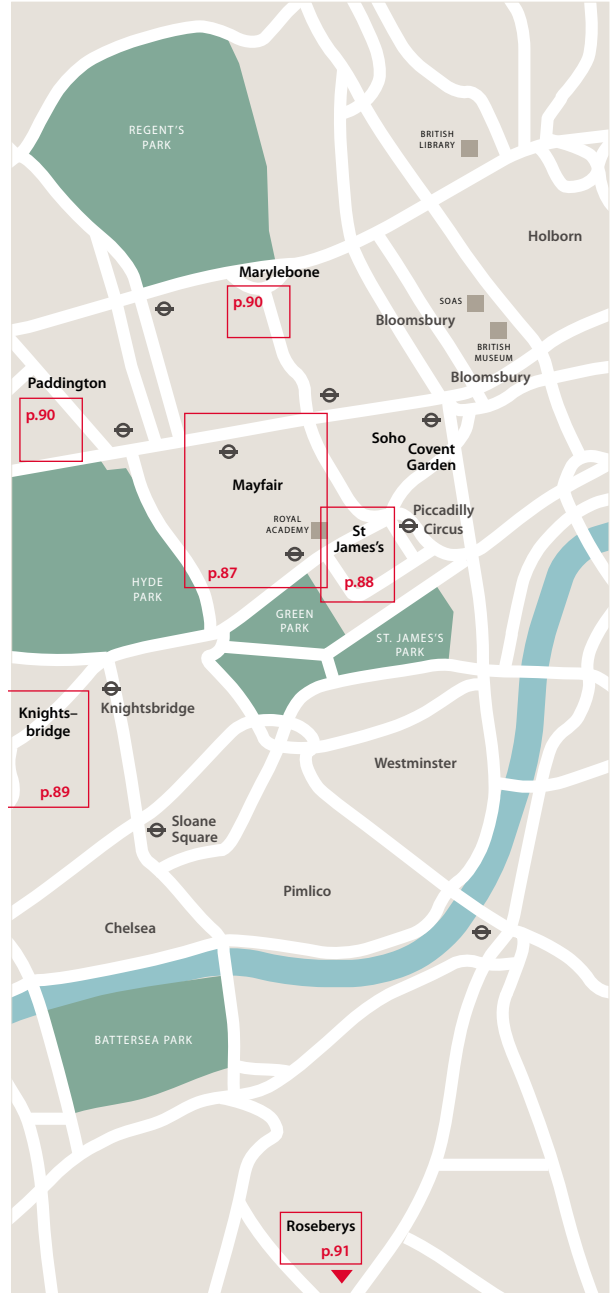 REGENT'S
PARK
BRITISH
LIBRARY
Holborn
Marylebone
p.90
SOAS
Bloomsbury
BRITISH
MUSEUM
Bloomsbury
Paddington
p.90
Soho
Covent
Garden
Mayfair
Piccadilly
Circus
ROYAL
ACADEMY
St
James's
p.87
p.88
HYDE
PARK
GREEN
PARK
ST. JAMES'S
PARK
Knightsbridge
Knights–
bridge
p.89
Westminster
Sloane
Square
Pimlico
Chelsea
BATTERSEA PARK
Roseberys
p.91